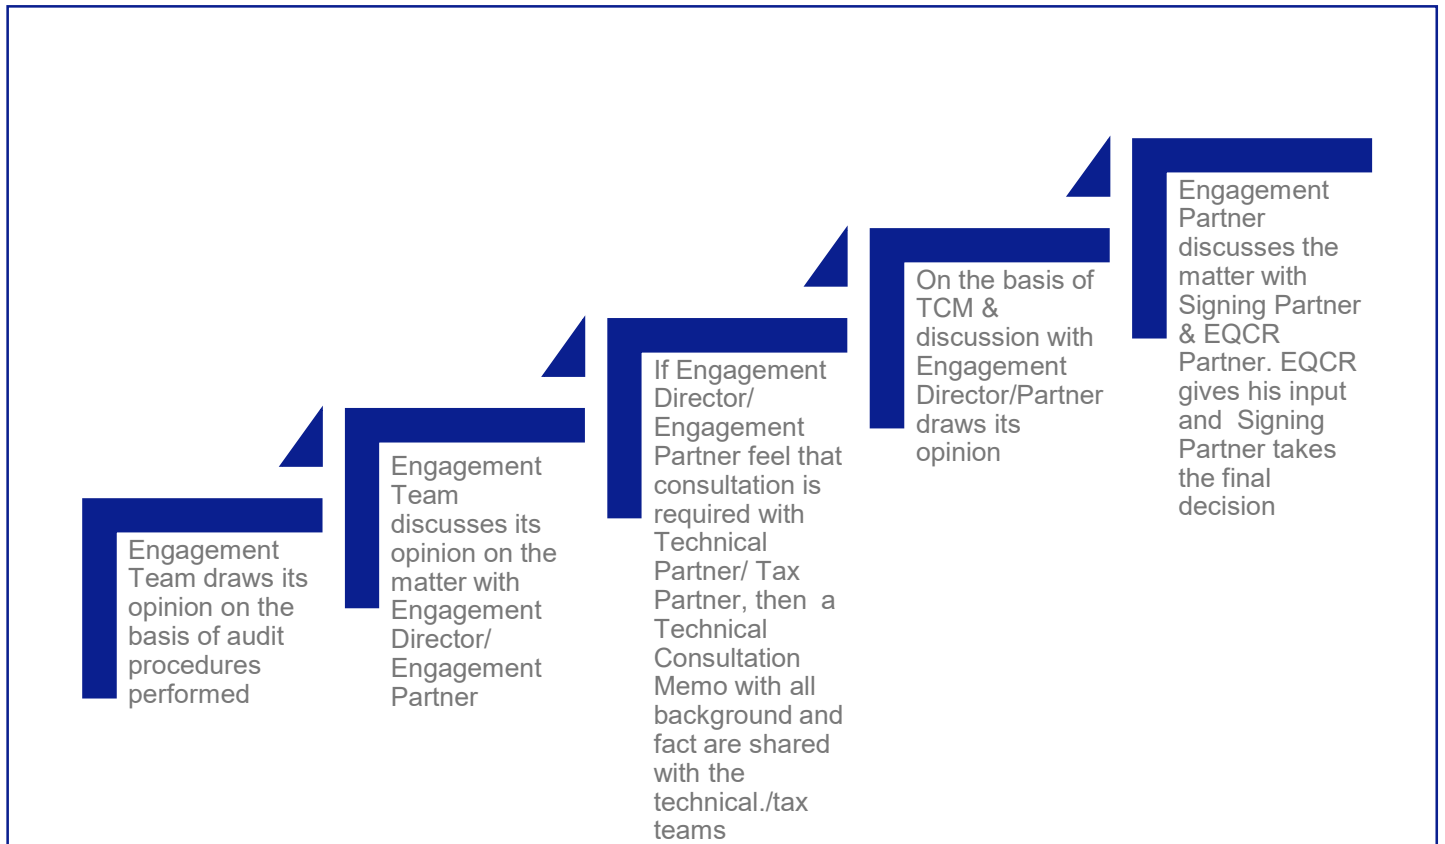 Engagement
Team draws its
opinion on the
basis of audit
procedures
performed
Engagement
Team
discusses its
opinion on the
matter with
Engagement
Director/
Engagement
Partner
If Engagement
Director/
Engagement
Partner feel that
consultation is
required with
Technical
Partner/ Tax
Partner, then  a
Technical
Consultation
Memo with all
background and
fact are shared
with the
technical./tax
teams
On the basis of
TCM &
discussion with
Engagement
Director/Partner
draws its
opinion
Engagement
Partner
discusses the
matter with
Signing Partner
& EQCR
Partner. EQCR
gives his input
and  Signing
Partner takes
the final
decision